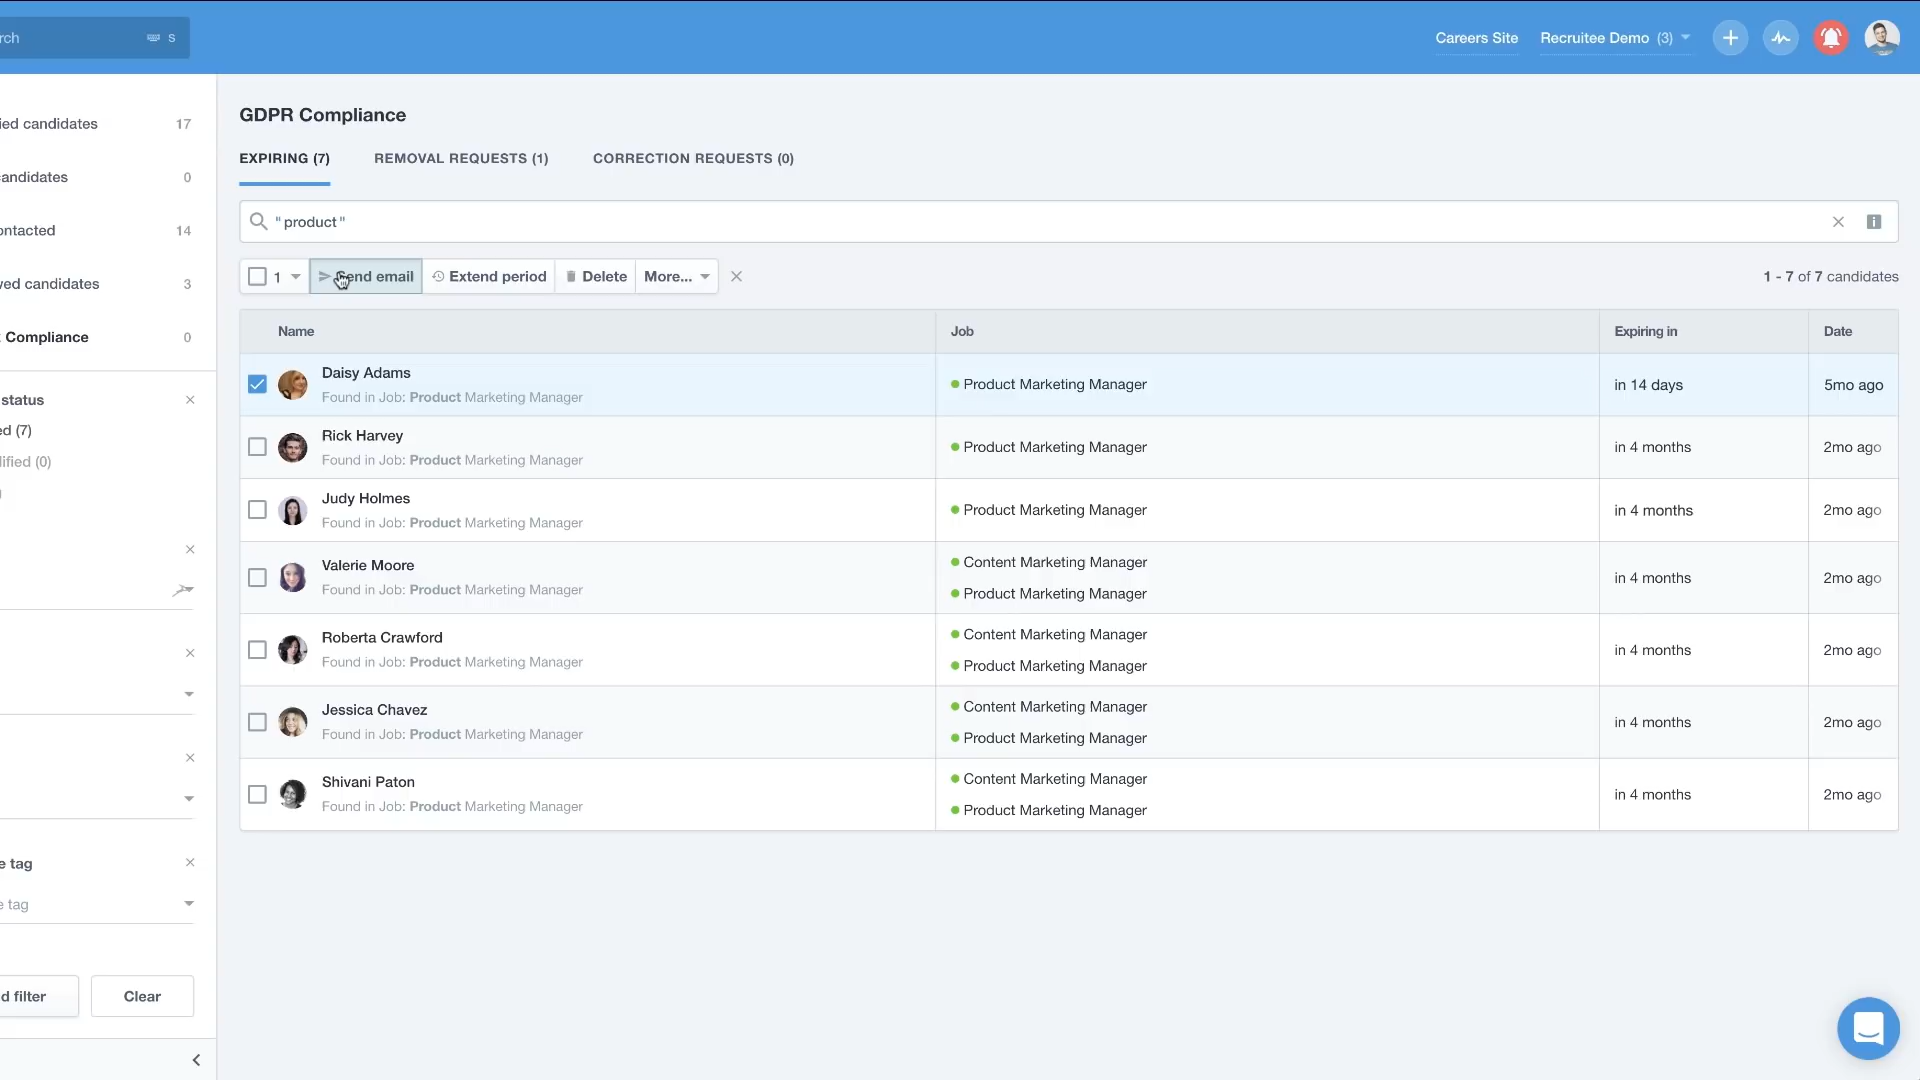 rch S
Careers Site Recruitee Demo (3)
ied candidates 17
andidates 0
ontacted 14
ved candidates 3
Compliance 0
status
ed (7)
lified (0)
e tag
e tag
d filter Clear
GDPR Compliance
EXPIRING (7) REMOVAL REQUESTS (1) CORRECTION REQUESTS (0)
"product"
1 Send email Extend period Delete More... 1 - 7 of 7 candidates
Name Job Expiring in Date
Daisy Adams
Found in Job: Product Marketing Manager
Product Marketing Manager in 14 days 5mo ago
Rick Harvey
Found in Job: Product Marketing Manager
Product Marketing Manager in 4 months 2mo ago
Judy Holmes
Found in Job: Product Marketing Manager
Product Marketing Manager in 4 months 2mo ago
Valerie Moore
Found in Job: Product Marketing Manager
Content Marketing Manager
Product Marketing Manager
in 4 months 2mo ago
Roberta Crawford
Found in Job: Product Marketing Manager
Content Marketing Manager
Product Marketing Manager
in 4 months 2mo ago
Jessica Chavez
Found in Job: Product Marketing Manager
Content Marketing Manager
Product Marketing Manager
in 4 months 2mo ago
Shivani Paton
Found in Job: Product Marketing Manager
Content Marketing Manager
Product Marketing Manager
in 4 months 2mo ago